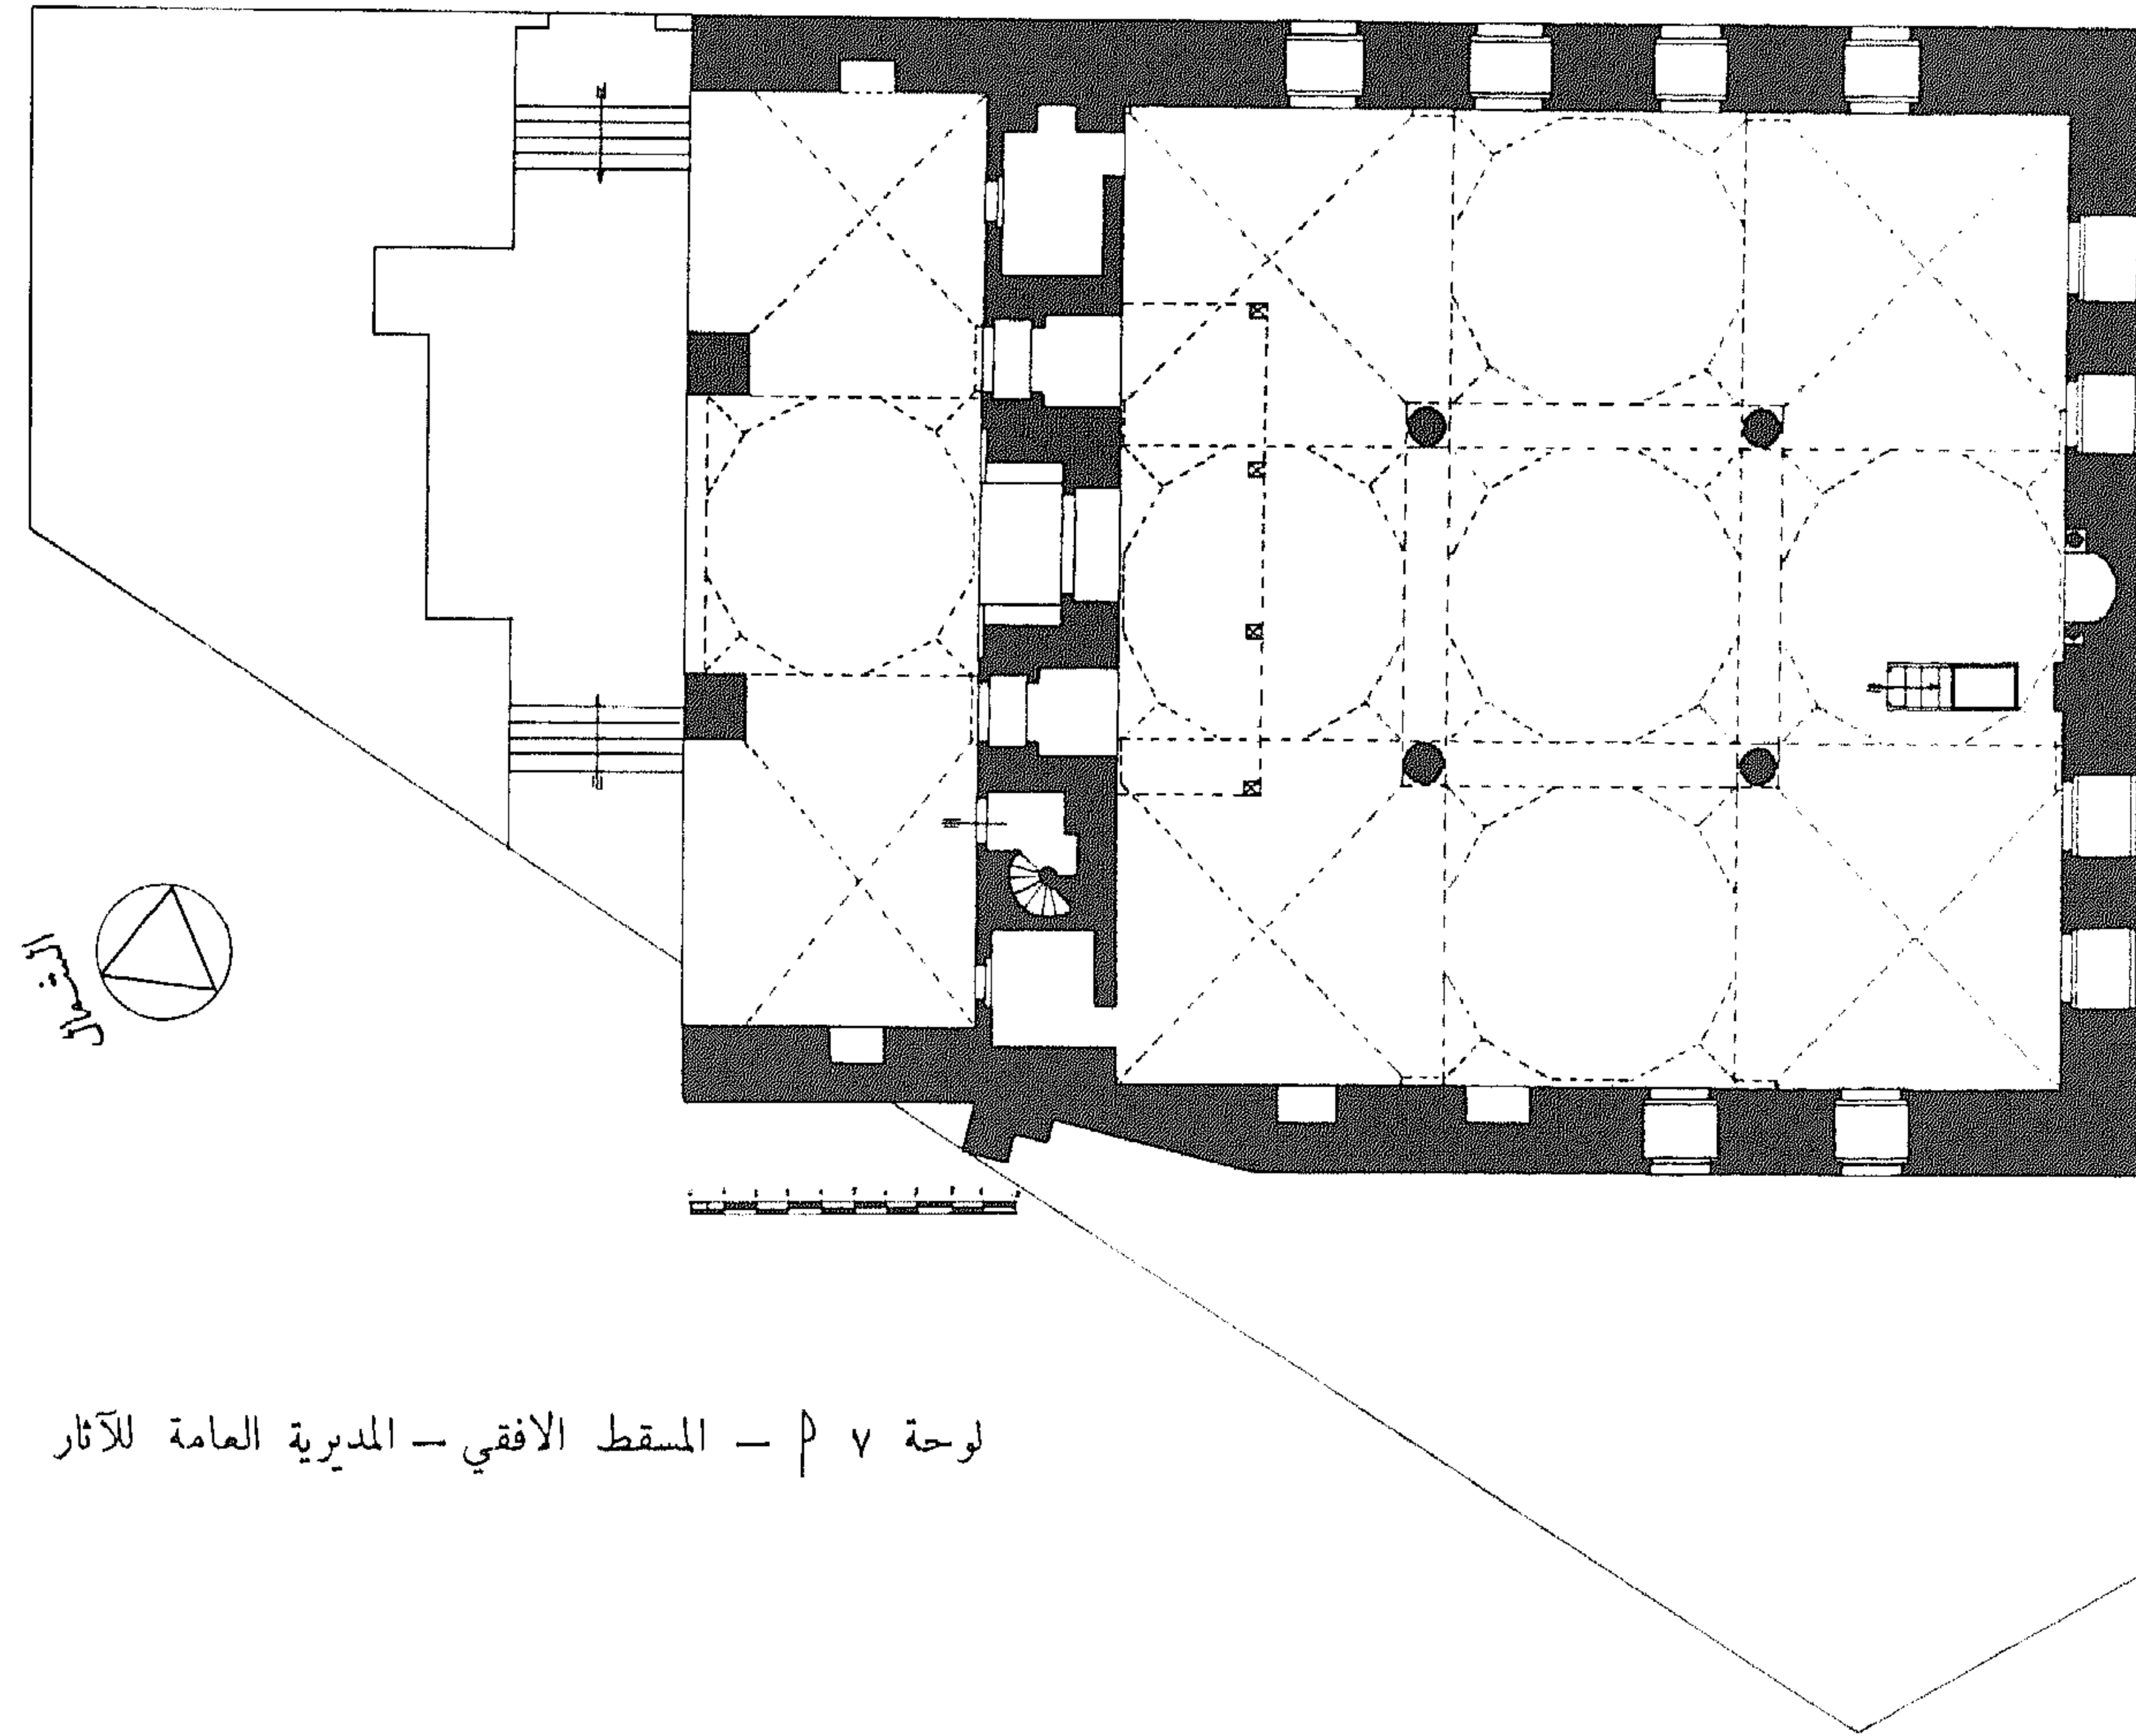 الشمال
لوحة ٧ م – المسقط الافقي – المديرية العامة للآثار